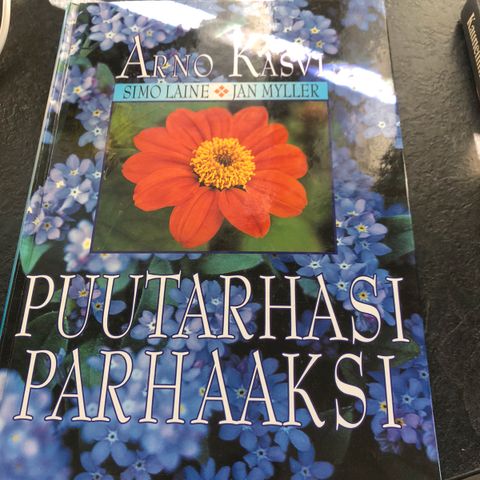 ARNO KASVI
SIMO LAINE ❖ JAN MYLLER
PUUTARHASI
PARHAAKSI